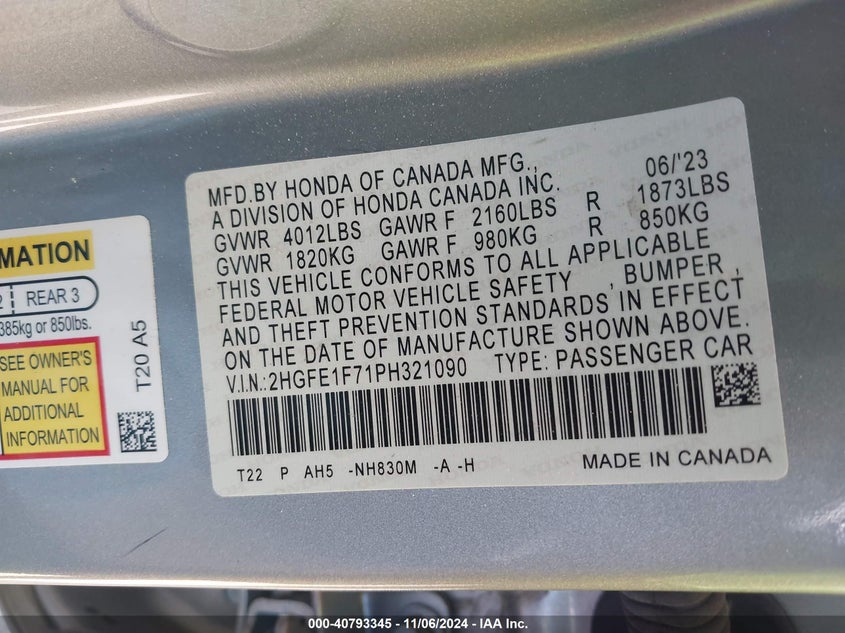 MFD.BY HONDA OF CANADA MFG., 06/'23
A DIVISION OF HONDA CANADA INC.
GVWR 4012LBS GAWR F 2160LBS R 1873LBS
GVWR 1820KG GAWR F 980KG R 850KG
THIS VEHICLE CONFORMS TO ALL APPLICABLE
FEDERAL MOTOR VEHICLE SAFETY , BUMPER ,
AND THEFT PREVENTION STANDARDS IN EFFECT
ON THE DATE OF MANUFACTURE SHOWN ABOVE.
V.I.N.:2HGFE1F71PH321090 TYPE: PASSENGER CAR
T22 P AH5 -NH830M -A -H MADE IN CANADA
MATION
2 REAR 3
385kg or 850lbs.
SEE OWNER'S
MANUAL FOR
ADDITIONAL
INFORMATION
T20 A5
000-40793345 - 11/06/2024 - IAA Inc.